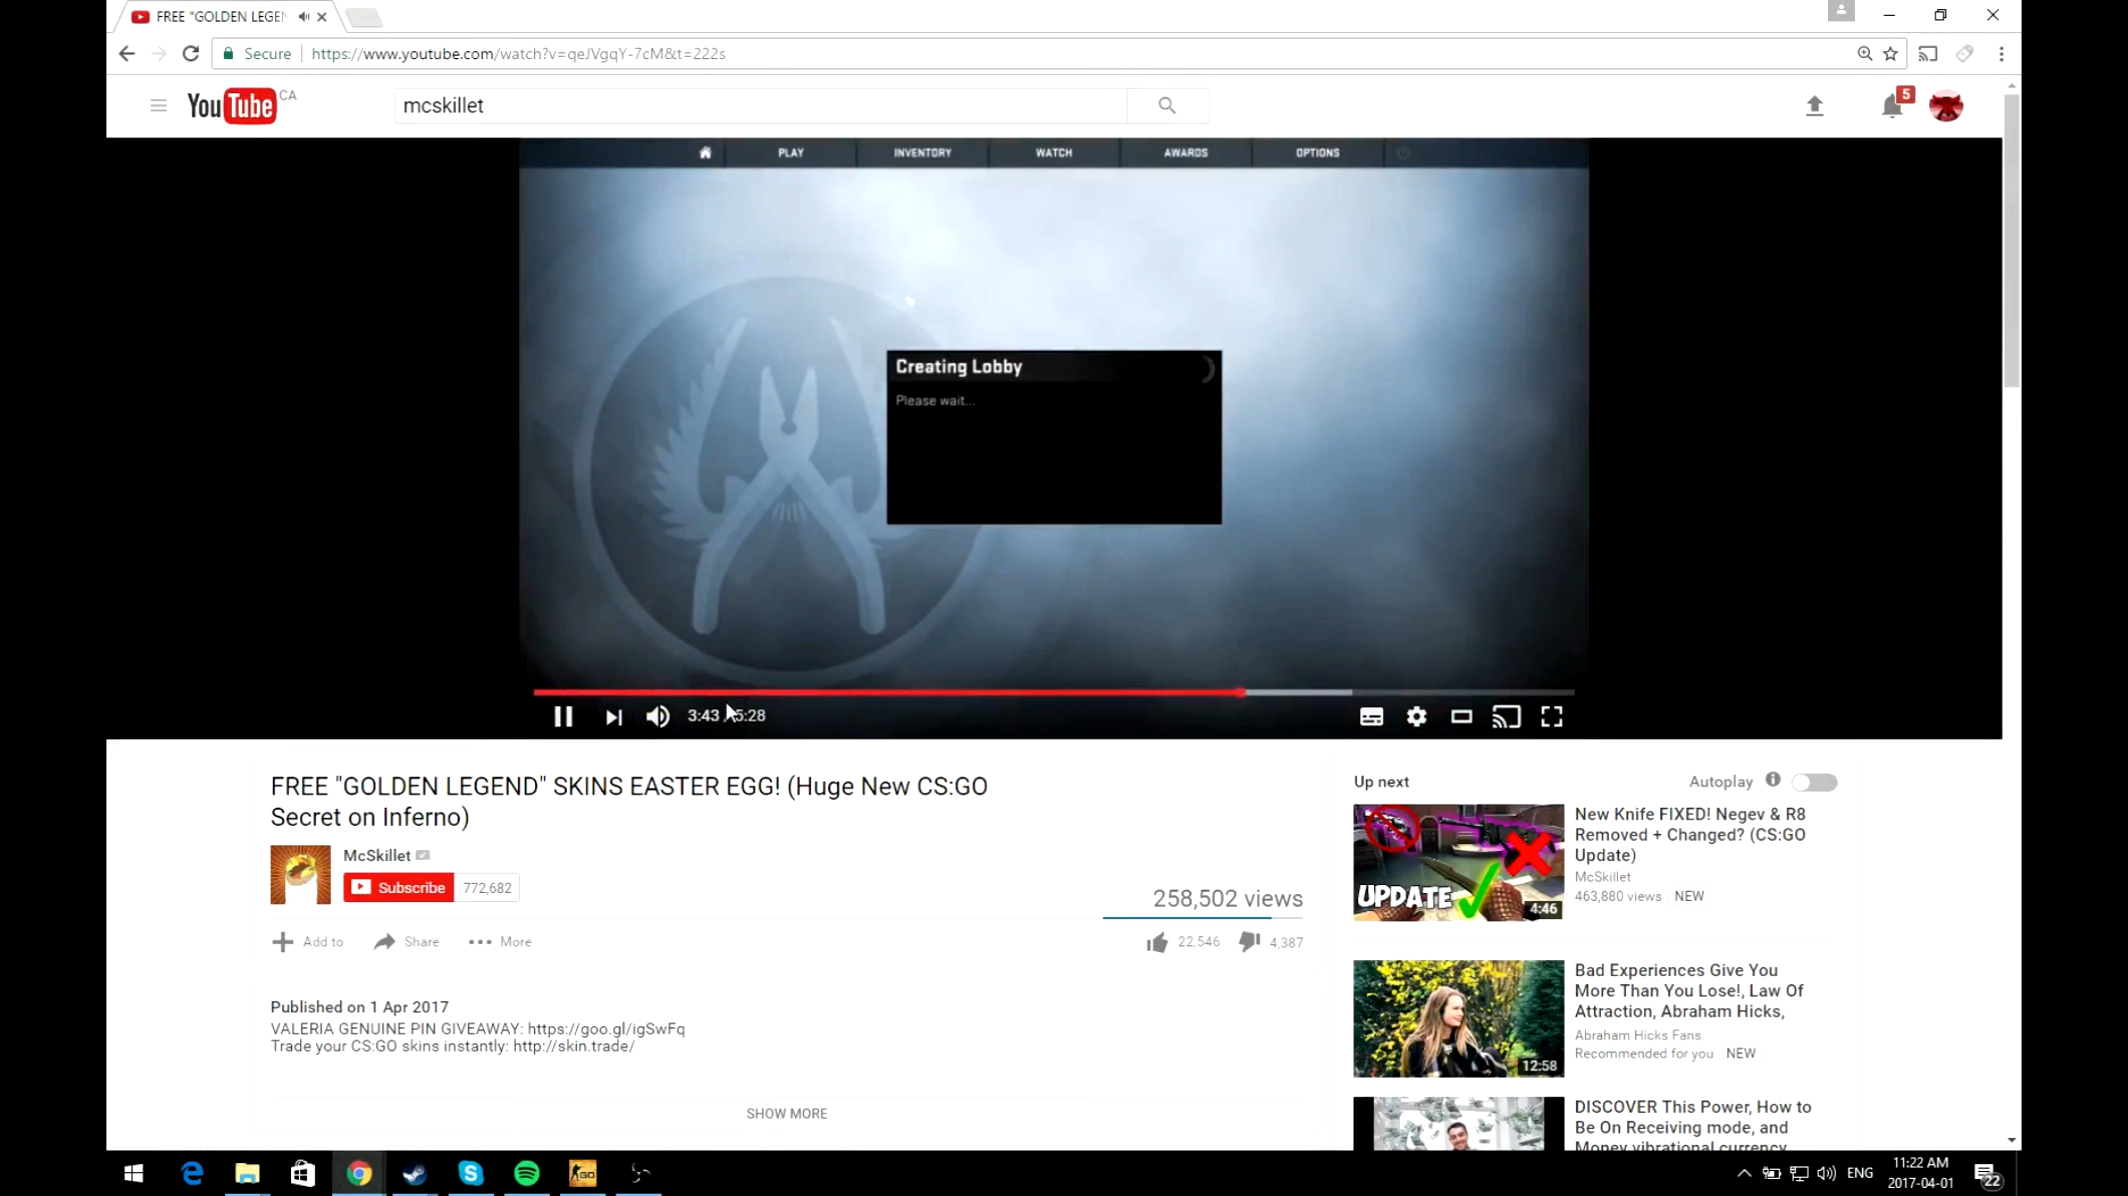 FREE "GOLDEN LEGEN
Secure https://www.youtube.com/watch?v=qeJVgqY-7cM&t=222s
YouTube CA
mcskillet
5
PLAY INVENTORY WATCH AWARDS OPTIONS
Creating Lobby
Please wait...
3:43 5:28
FREE "GOLDEN LEGEND" SKINS EASTER EGG! (Huge New CS:GO
Secret on Inferno)
McSkillet
Subscribe 772,682
258,502 views
Add to Share More
22,546 4,387
Published on 1 Apr 2017
VALERIA GENUINE PIN GIVEAWAY: https://goo.gl/igSwFq
Trade your CS:GO skins instantly: http://skin.trade/
SHOW MORE
Up next Autoplay
UPDATE
4:46
New Knife FIXED! Negev & R8
Removed + Changed? (CS:GO
Update)
McSkillet
463,880 views NEW
12:58
Bad Experiences Give You
More Than You Lose!, Law Of
Attraction, Abraham Hicks,
Abraham Hicks Fans
Recommended for you NEW
DISCOVER This Power, How to
Be On Receiving mode, and
Money vibrational currency
GO
ENG
11:22 AM
2017-04-01
22